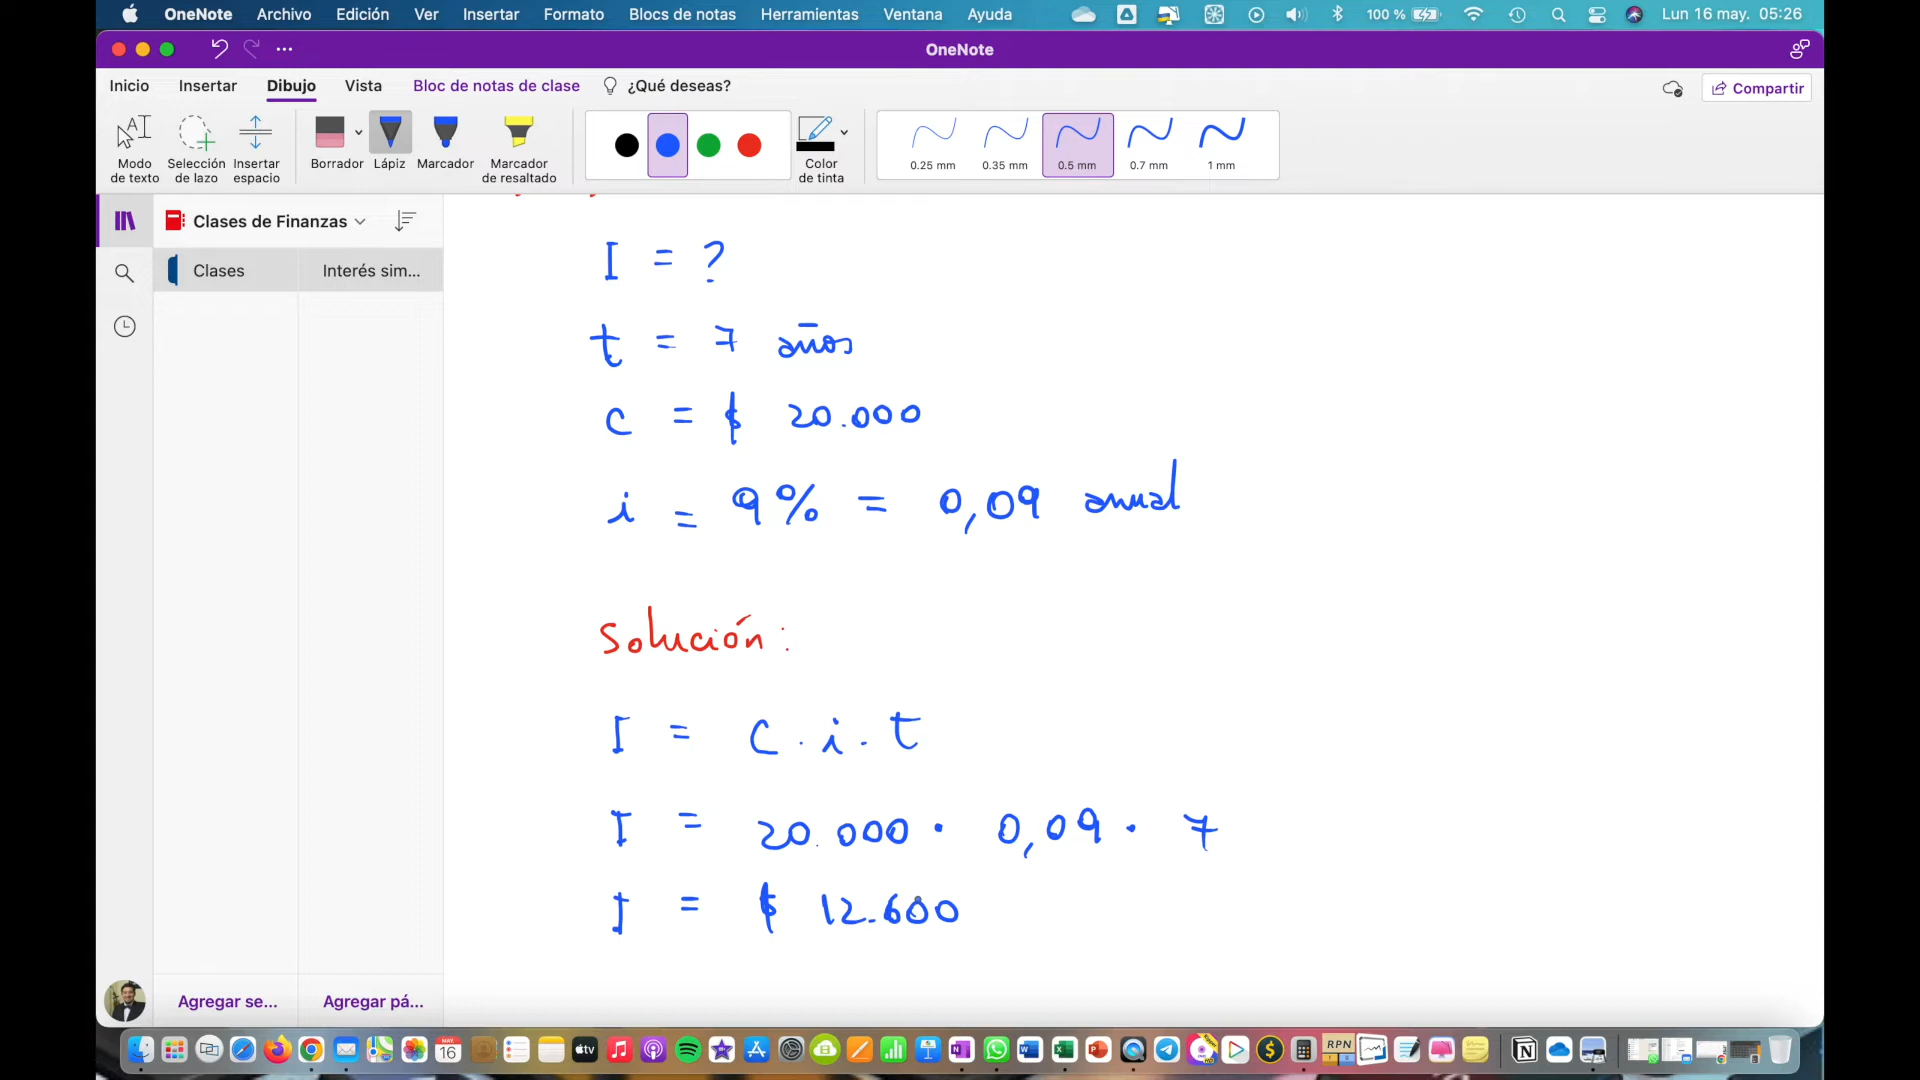 OneNote Archivo Edición Ver Insertar Formato Blocs de notas Herramientas Ventana Ayuda 100 % Lun 16 may. 05:26
OneNote
Inicio Insertar Dibujo Vista Bloc de notas de clase ¿Qué deseas? Compartir
Modo de texto
Selección de lazo
Insertar espacio
Borrador
Lápiz
Marcador
Marcador de resaltado
Color de tinta
0.25 mm 0.35 mm 0.5 mm 0.7 mm 1 mm
Clases de Finanzas
Clases Interés sim...
I = ?
t = 7 años
C = $ 20.000
i = 9% = 0,09 anual
Solución:
I = C . i . t
I = 20.000 · 0,09 · 7
I = $ 12.600
Agregar se... Agregar pá...
MAY. 16
tv
RPN